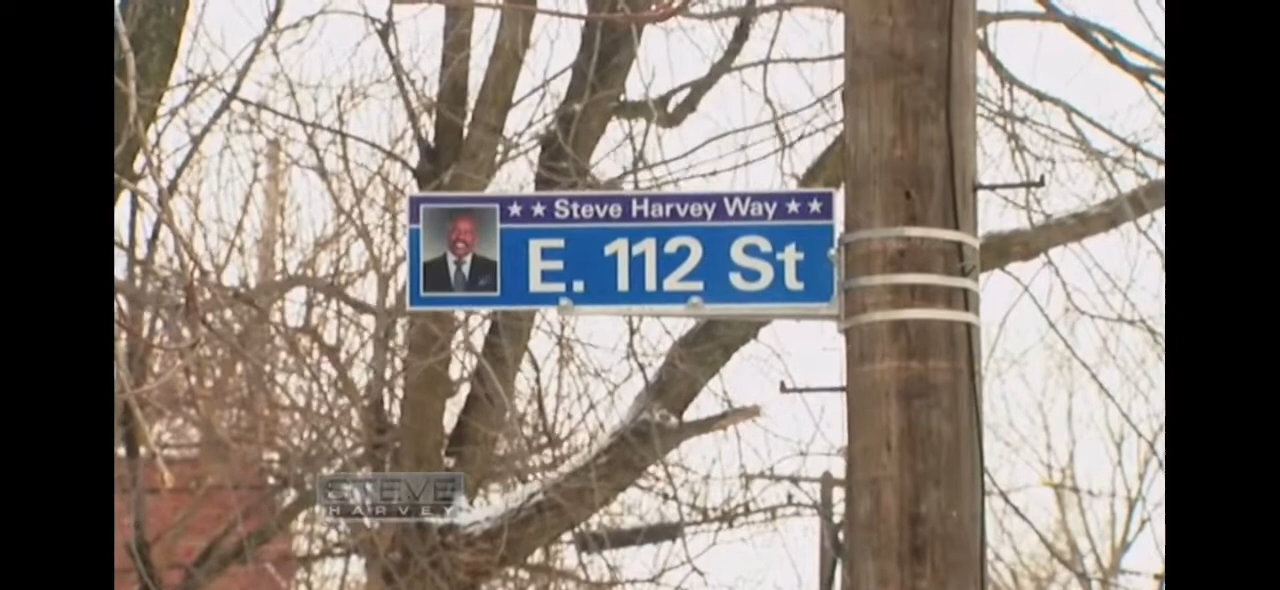 ★ ★ Steve Harvey Way ★ ★
E. 112 St
STEVE
HARVEY